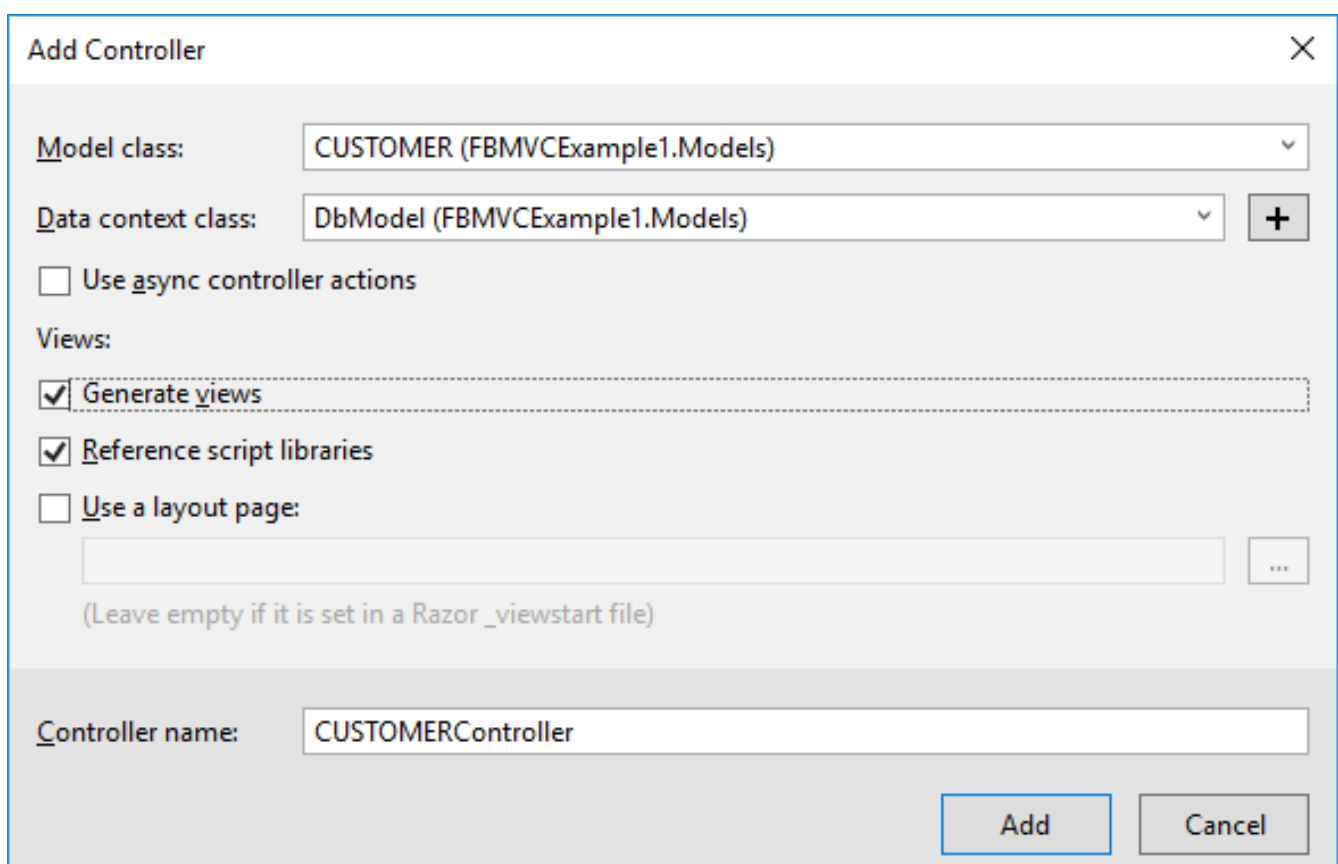 Add Controller
Model class: CUSTOMER (FBMVCExample1.Models)
Data context class: DbModel (FBMVCExample1.Models) +
Use async controller actions
Views:
Generate views
Reference script libraries
Use a layout page:
...
(Leave empty if it is set in a Razor _viewstart file)
Controller name: CUSTOMERController
Add Cancel